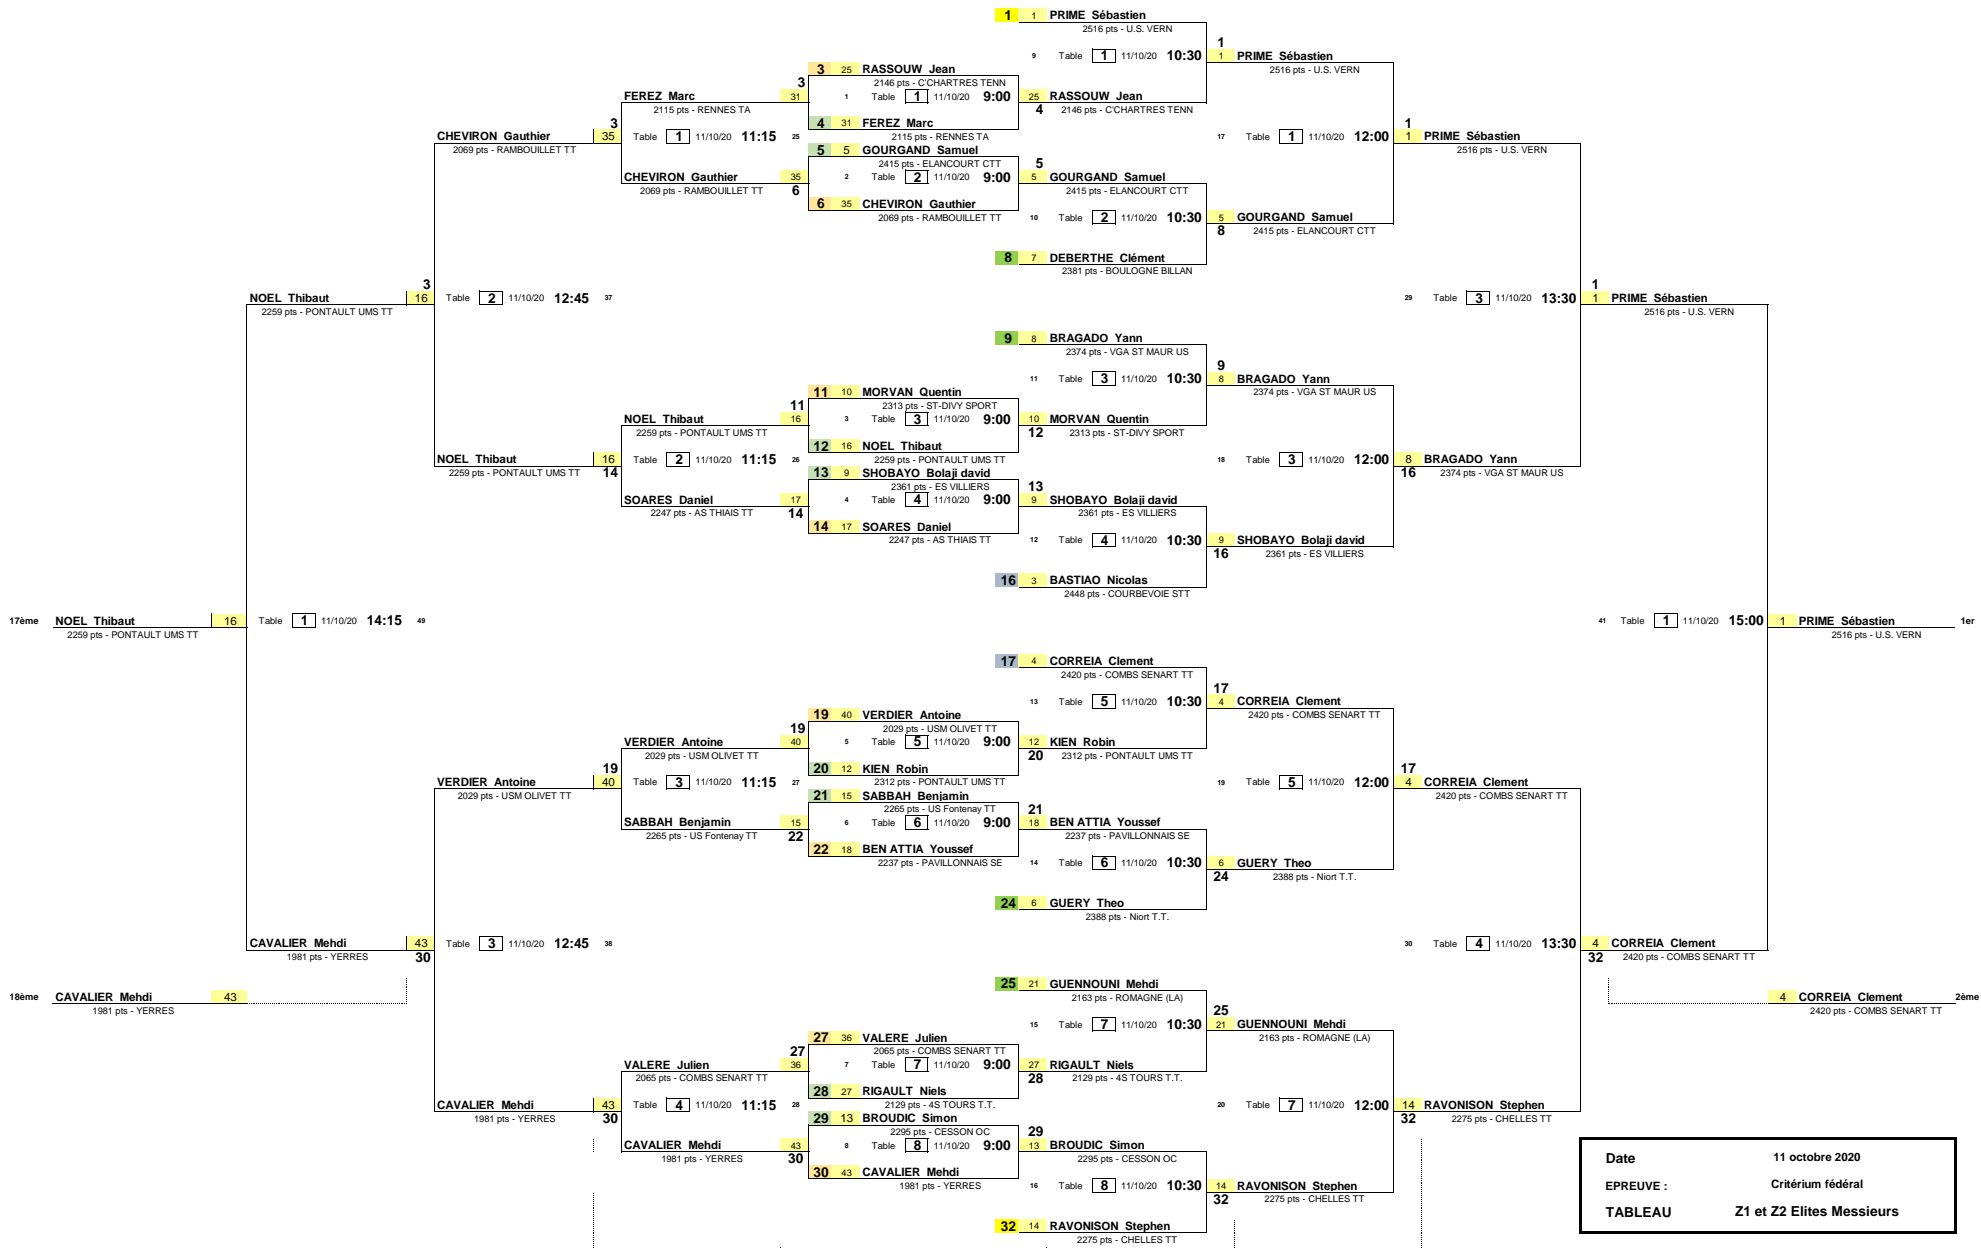 1 1 PRIME Sébastien
2516 pts - U.S. VERN
1
9 Table 1 11/10/20 10:30 1 PRIME Sébastien
2516 pts - U.S. VERN
3 25 RASSOUW Jean
2146 pts - C'CHARTRES TENN
3
FEREZ Marc 31 1 Table 1 11/10/20 9:00 25 RASSOUW Jean
2115 pts - RENNES TA 4 2146 pts - C'CHARTRES TENN
3 4 31 FEREZ Marc 1
CHEVIRON Gauthier 35 Table 1 11/10/20 11:15 25 2115 pts - RENNES TA 17 Table 1 11/10/20 12:00 1 PRIME Sébastien
2069 pts - RAMBOUILLET TT 5 5 GOURGAND Samuel 2516 pts - U.S. VERN
2415 pts - ELANCOURT CTT 5
CHEVIRON Gauthier 35 2 Table 2 11/10/20 9:00 5 GOURGAND Samuel
2069 pts - RAMBOUILLET TT 6 2415 pts - ELANCOURT CTT
6 35 CHEVIRON Gauthier
2069 pts - RAMBOUILLET TT 10 Table 2 11/10/20 10:30 5 GOURGAND Samuel
8 2415 pts - ELANCOURT CTT
8 7 DEBERTHE Clément
2381 pts - BOULOGNE BILLAN
3 1
NOEL Thibaut 16 Table 2 11/10/20 12:45 37 29 Table 3 11/10/20 13:30 1 PRIME Sébastien
2259 pts - PONTAULT UMS TT 2516 pts - U.S. VERN
9 8 BRAGADO Yann
2374 pts - VGA ST MAUR US
9
11 Table 3 11/10/20 10:30 8 BRAGADO Yann
11 10 MORVAN Quentin 2374 pts - VGA ST MAUR US
11 2313 pts - ST-DIVY SPORT
NOEL Thibaut 16 3 Table 3 11/10/20 9:00 10 MORVAN Quentin
2259 pts - PONTAULT UMS TT 12 2313 pts - ST-DIVY SPORT
12 16 NOEL Thibaut
NOEL Thibaut 16 Table 2 11/10/20 11:15 26 2259 pts - PONTAULT UMS TT 18 Table 3 11/10/20 12:00 8 BRAGADO Yann
2259 pts - PONTAULT UMS TT 14 13 9 SHOBAYO Bolaji david 16 2374 pts - VGA ST MAUR US
2361 pts - ES VILLIERS 13
SOARES Daniel 17 4 Table 4 11/10/20 9:00 9 SHOBAYO Bolaji david
2247 pts - AS THIAIS TT 14 2361 pts - ES VILLIERS
14 17 SOARES Daniel
2247 pts - AS THIAIS TT 12 Table 4 11/10/20 10:30 9 SHOBAYO Bolaji david
16 2361 pts - ES VILLIERS
16 3 BASTIAO Nicolas
2448 pts - COURBEVOIE STT
17ème NOEL Thibaut 16 Table 1 11/10/20 14:15 49 41 Table 1 11/10/20 15:00 1 PRIME Sébastien 1er
2259 pts - PONTAULT UMS TT 2516 pts - U.S. VERN
17 4 CORREIA Clement
2420 pts - COMBS SENART TT
17
13 Table 5 11/10/20 10:30 4 CORREIA Clement
19 40 VERDIER Antoine 2420 pts - COMBS SENART TT
19 2029 pts - USM OLIVET TT
VERDIER Antoine 40 5 Table 5 11/10/20 9:00 12 KIEN Robin
2029 pts - USM OLIVET TT 20 2312 pts - PONTAULT UMS TT
19 20 12 KIEN Robin 17
VERDIER Antoine 40 Table 3 11/10/20 11:15 27 2312 pts - PONTAULT UMS TT 19 Table 5 11/10/20 12:00 4 CORREIA Clement
2029 pts - USM OLIVET TT 21 15 SABBAH Benjamin 2420 pts - COMBS SENART TT
2265 pts - US Fontenay TT 21
SABBAH Benjamin 15 6 Table 6 11/10/20 9:00 18 BEN ATTIA Youssef
2265 pts - US Fontenay TT 22 2237 pts - PAVILLONNAIS SE
22 18 BEN ATTIA Youssef
2237 pts - PAVILLONNAIS SE 14 Table 6 11/10/20 10:30 6 GUERY Theo
24 2388 pts - Niort T.T.
24 6 GUERY Theo
2388 pts - Niort T.T.
CAVALIER Mehdi 43 Table 3 11/10/20 12:45 38 30 Table 4 11/10/20 13:30 4 CORREIA Clement
1981 pts - YERRES 30 32 2420 pts - COMBS SENART TT
25 21 GUENNOUNI Mehdi
18ème CAVALIER Mehdi 43 2163 pts - ROMAGNE (LA) 4 CORREIA Clement 2ème
1981 pts - YERRES 25 2420 pts - COMBS SENART TT
15 Table 7 11/10/20 10:30 21 GUENNOUNI Mehdi
27 36 VALERE Julien 2163 pts - ROMAGNE (LA)
27 2065 pts - COMBS SENART TT
VALERE Julien 36 7 Table 7 11/10/20 9:00 27 RIGAULT Niels
2065 pts - COMBS SENART TT 28 2129 pts - 4S TOURS T.T.
28 27 RIGAULT Niels
CAVALIER Mehdi 43 Table 4 11/10/20 11:15 28 2129 pts - 4S TOURS T.T. 20 Table 7 11/10/20 12:00 14 RAVONISON Stephen
1981 pts - YERRES 30 29 13 BROUDIC Simon 32 2275 pts - CHELLES TT
2295 pts - CESSON OC 29
CAVALIER Mehdi 43 8 Table 8 11/10/20 9:00 13 BROUDIC Simon
1981 pts - YERRES 30 2295 pts - CESSON OC
Date 11 octobre 2020
30 43 CAVALIER Mehdi
1981 pts - YERRES 16 Table 8 11/10/20 10:30 14 RAVONISON Stephen
32 2275 pts - CHELLES TT
EPREUVE : Critérium fédéral
TABLEAU Z1 et Z2 Elites Messieurs
32 14 RAVONISON Stephen
2275 pts - CHELLES TT